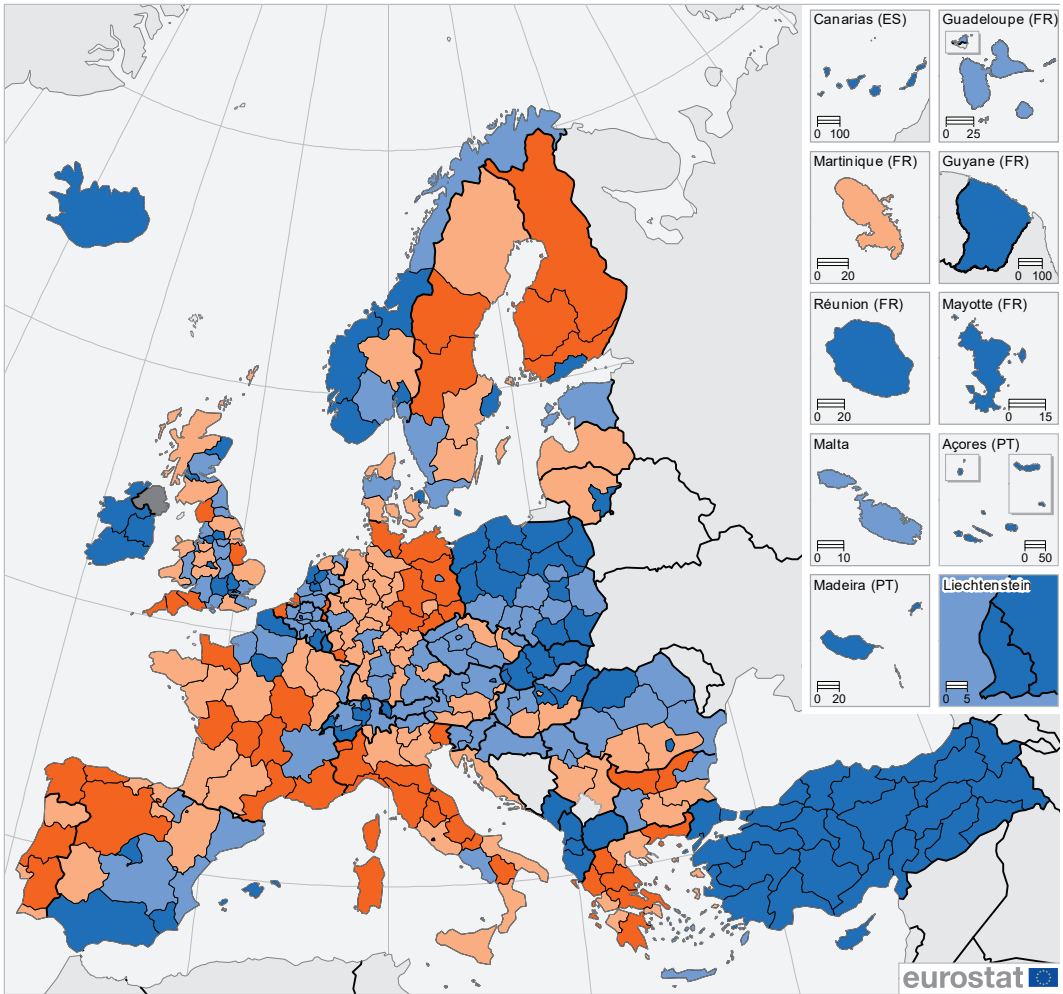 Canarias (ES)
0 100
Guadeloupe (FR)
0 25
Martinique (FR)
0 20
Guyane (FR)
0 100
Réunion (FR)
0 20
Mayotte (FR)
0 15
Malta
0 10
Açores (PT)
0 50
Madeira (PT)
0 20
Liechtenstein
0 5
eurostat